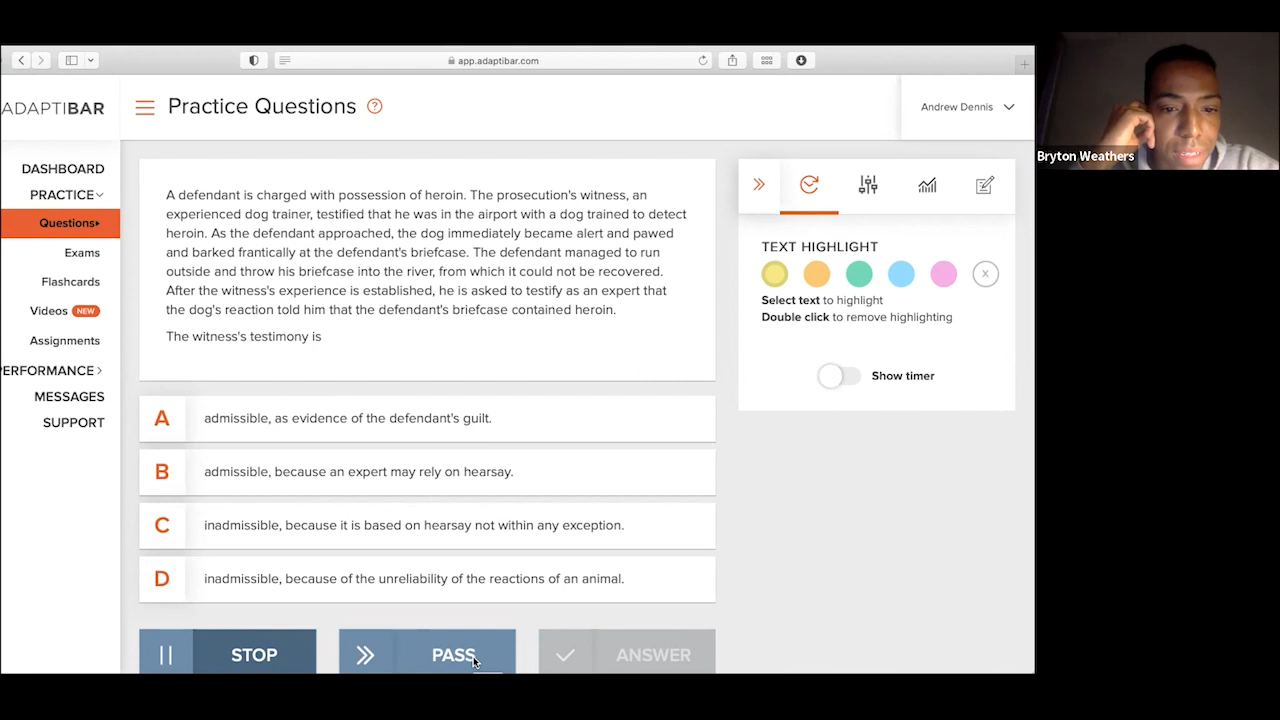 app.adaptibar.com
ADAPTIBAR
Practice Questions ?
Andrew Dennis
Bryton Weathers
DASHBOARD
PRACTICE
Questions
Exams
Flashcards
Videos NEW
Assignments
PERFORMANCE
MESSAGES
SUPPORT
A defendant is charged with possession of heroin. The prosecution's witness, an
experienced dog trainer, testified that he was in the airport with a dog trained to detect
heroin. As the defendant approached, the dog immediately became alert and pawed
and barked frantically at the defendant's briefcase. The defendant managed to run
outside and throw his briefcase into the river, from which it could not be recovered.
After the witness's experience is established, he is asked to testify as an expert that
the dog's reaction told him that the defendant's briefcase contained heroin.
The witness's testimony is
A admissible, as evidence of the defendant's guilt.
B admissible, because an expert may rely on hearsay.
C inadmissible, because it is based on hearsay not within any exception.
D inadmissible, because of the unreliability of the reactions of an animal.
STOP
PASS
ANSWER
TEXT HIGHLIGHT
x
Select text to highlight
Double click to remove highlighting
Show timer